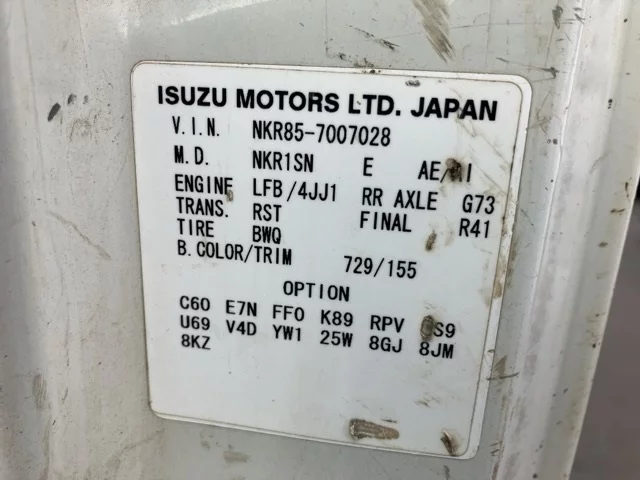 ISUZU MOTORS LTD. JAPAN
V.I.N. NKR85-7007028
M.D. NKR1SN E
ENGINE LFB/4JJ1 RR AXLE G73
TRANS. RST FINAL R41
TIRE BWQ
B.COLOR/TRIM 729/155
OPTION
C60 E7N FF0 K89 RPV
U69 V4D YW1 25W 8GJ 8JM
8KZ